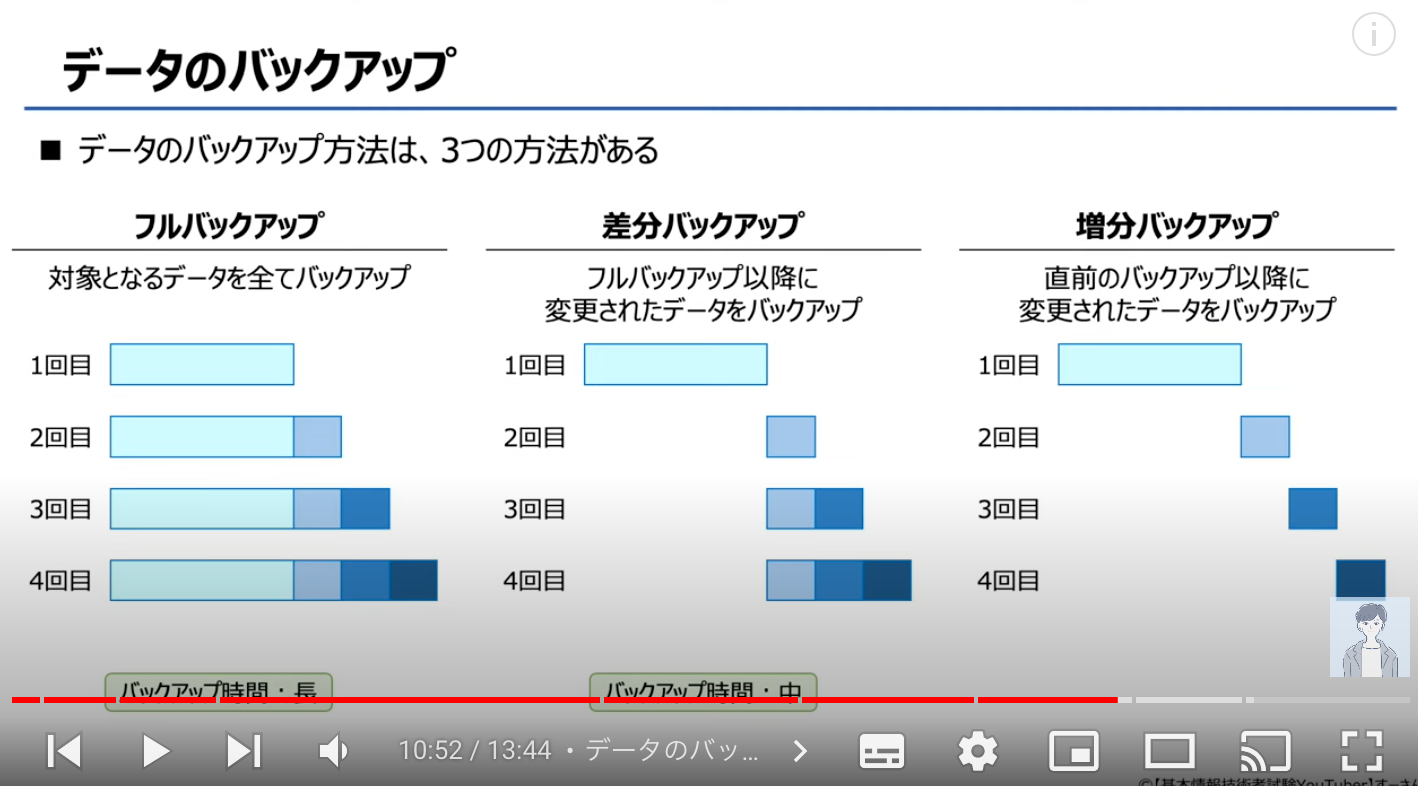 データのバックアップ
■ データのバックアップ方法は、3つの方法がある
フルバックアップ
対象となるデータを全てバックアップ
1回目
2回目
3回目
4回目
バックアップ時間：長
差分バックアップ
フルバックアップ以降に
変更されたデータをバックアップ
1回目
2回目
3回目
4回目
バックアップ時間：中
増分バックアップ
直前のバックアップ以降に
変更されたデータをバックアップ
1回目
2回目
3回目
4回目
10:52 / 13:44 • データのバッ...
©【基本情報技術者試験YouTuber】すーさん